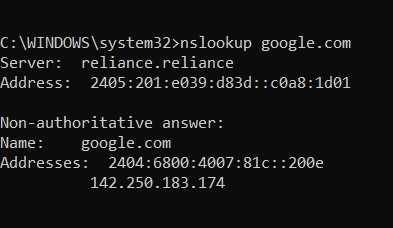 C:\WINDOWS\system32>nslookup google.com
Server:  reliance.reliance
Address:  2405:201:e039:d83d::c0a8:1d01
Non-authoritative answer:
Name:    google.com
Addresses:  2404:6800:4007:81c::200e
          142.250.183.174